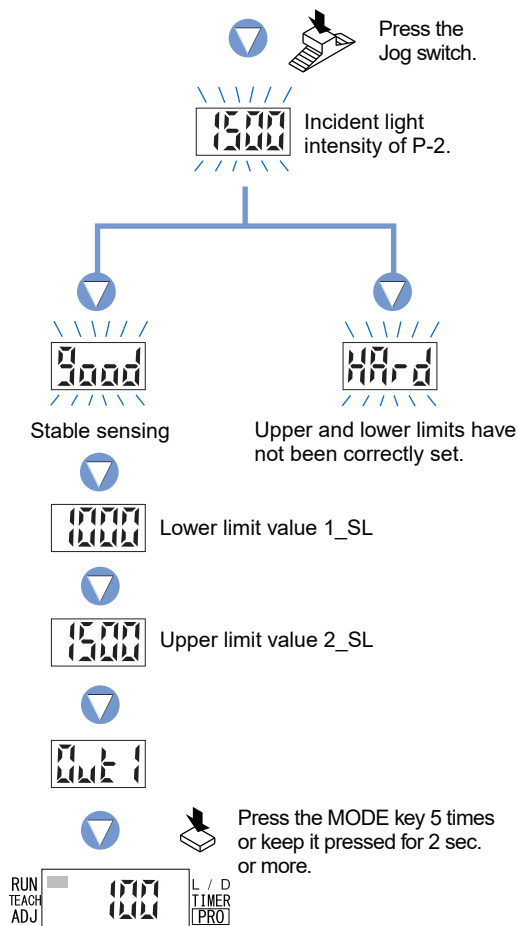 Press the
Jog switch.
1500
Incident light
intensity of P-2.
good
HArd
Stable sensing
Upper and lower limits have
not been correctly set.
1000
Lower limit value 1_SL
1500
Upper limit value 2_SL
Out 1
Press the MODE key 5 times
or keep it pressed for 2 sec.
or more.
RUN
TEACH
ADJ
100
L / D
TIMER
PRO